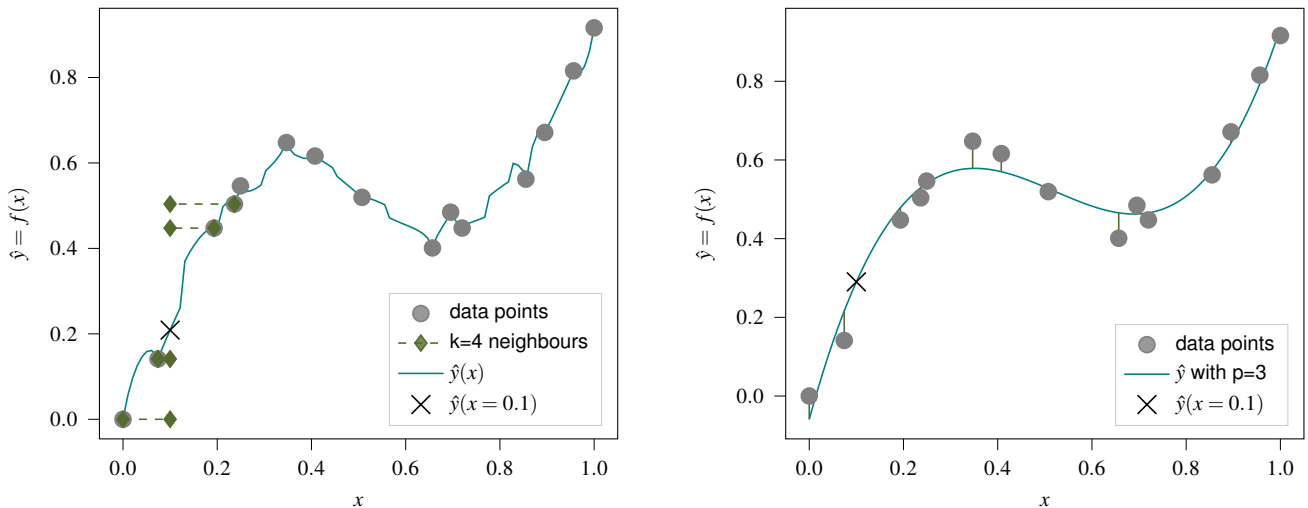 0.8
0.6
0.4
0.2
0.0
ŷ = f(x)
data points
k=4 neighbours
ŷ(x)
ŷ(x = 0.1)
0.0 0.2 0.4 0.6 0.8 1.0
x
0.8
0.6
0.4
0.2
0.0
ŷ = f(x)
data points
ŷ with p=3
ŷ(x = 0.1)
0.0 0.2 0.4 0.6 0.8 1.0
x